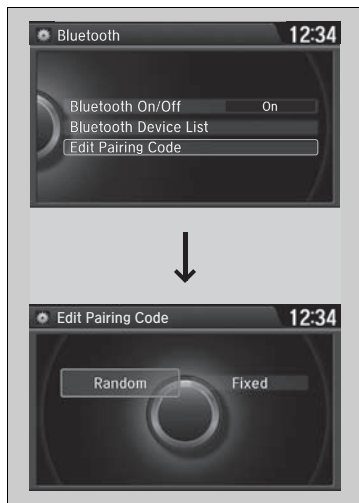 Bluetooth 12:34
Bluetooth On/Off On
Bluetooth Device List
Edit Pairing Code
Edit Pairing Code 12:34
Random Fixed